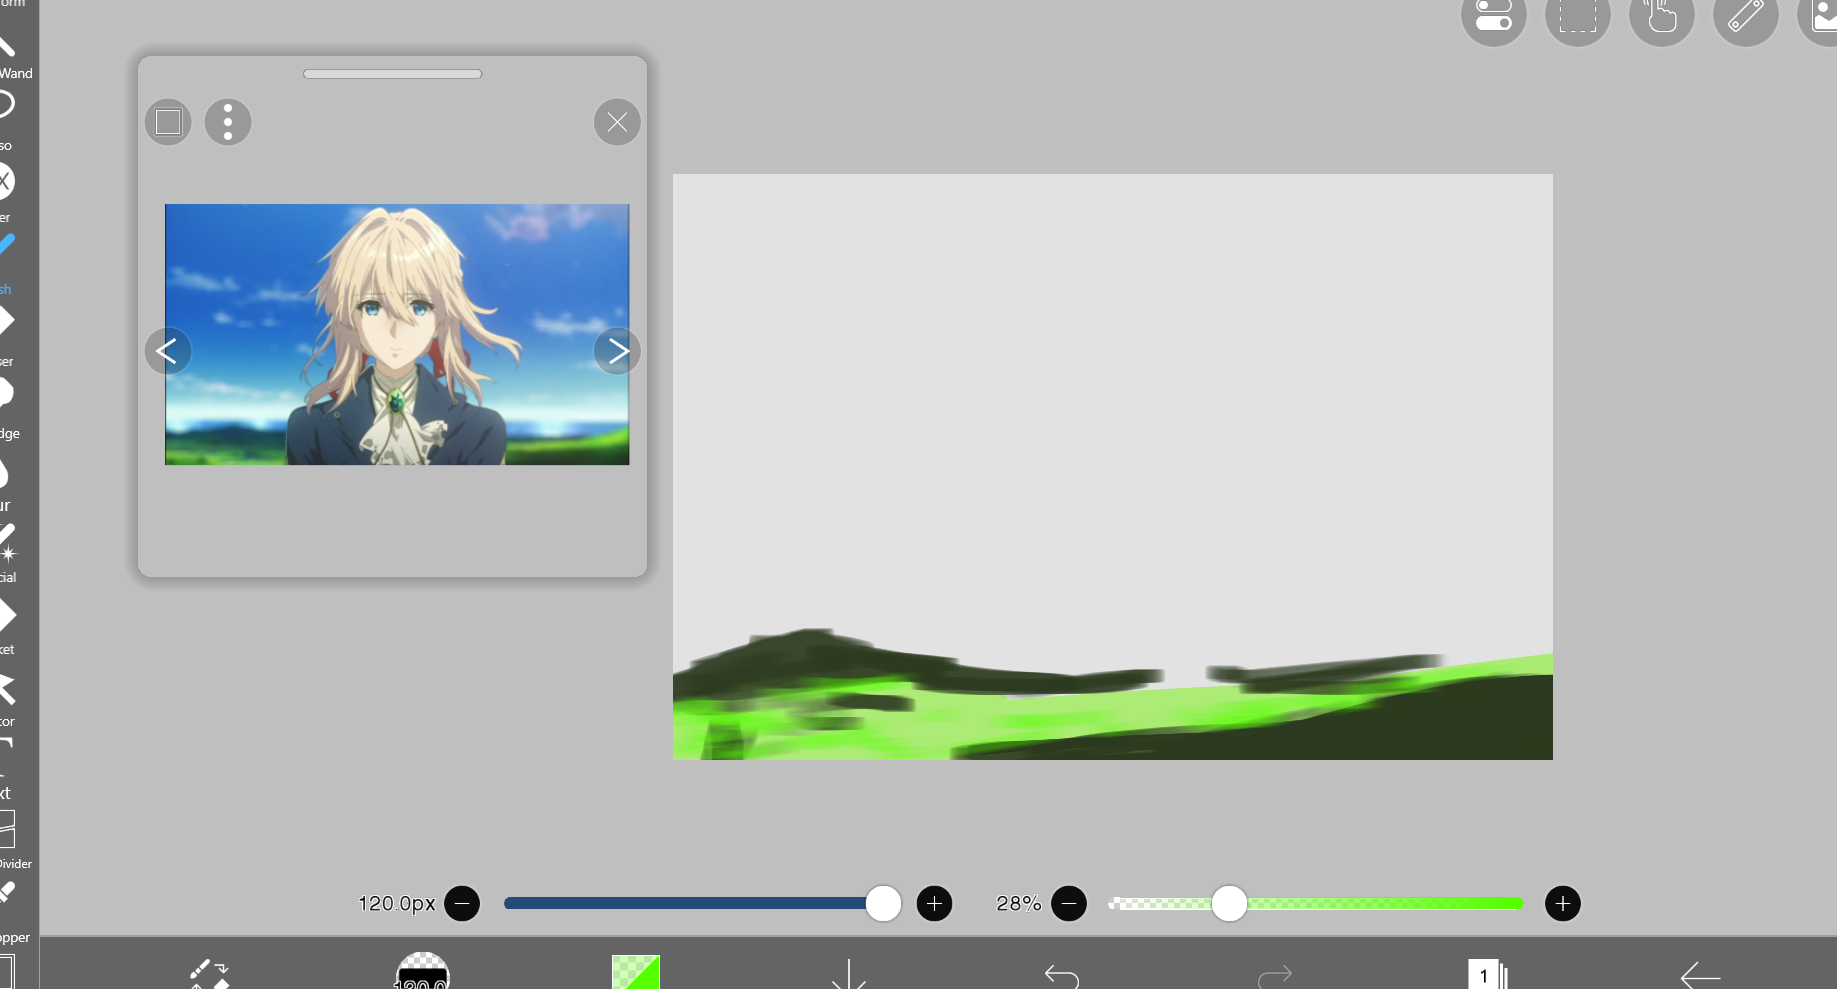 orm
Wand
so
er
sh
ser
dge
ur
cial
ket
tor
xt
Divider
opper
120.0px
28%
120.0
1